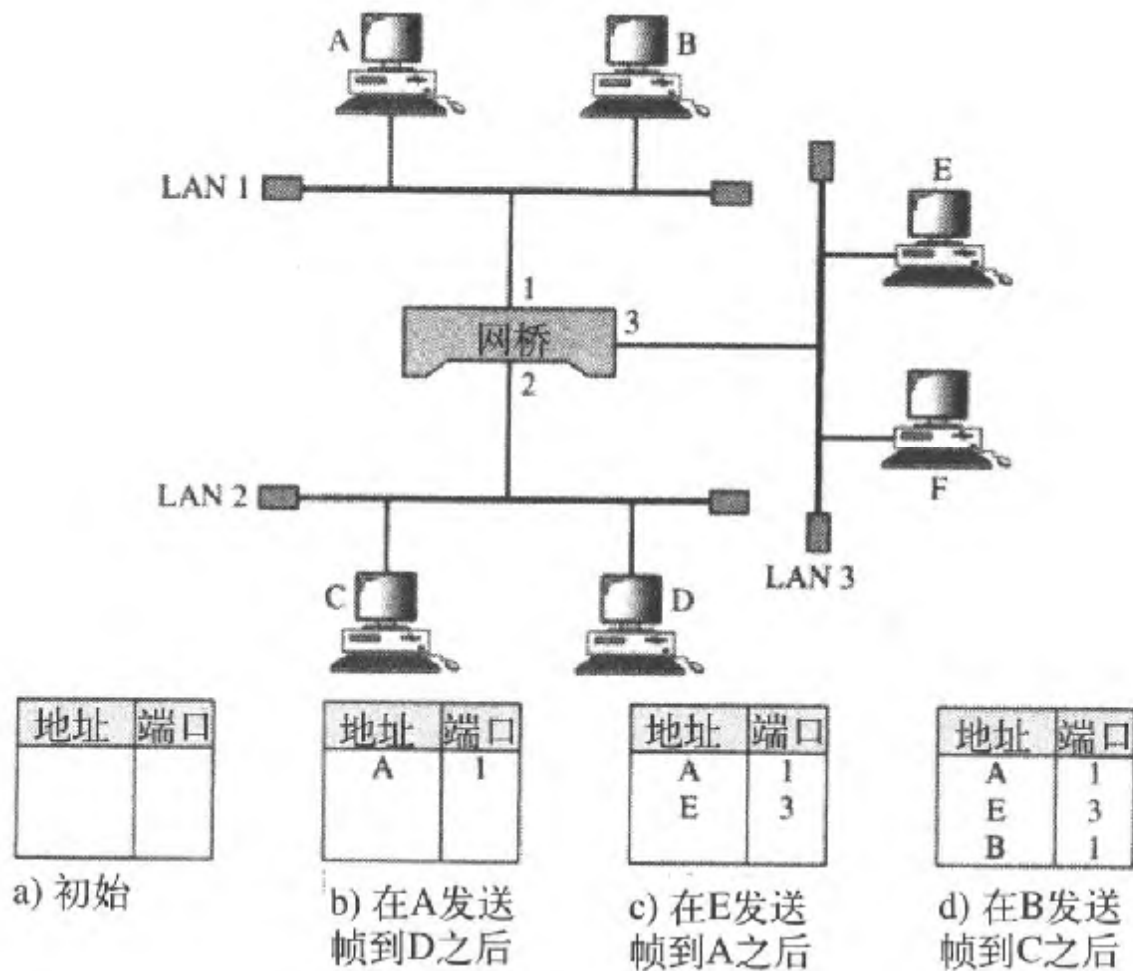 A
B
LAN 1
E
1
网桥
3
2
F
LAN 2
LAN 3
C
D
地址 端口
a) 初始
地址 端口
A 1
b) 在A发送
帧到D之后
地址 端口
A 1
E 3
c) 在E发送
帧到A之后
地址 端口
A 1
E 3
B 1
d) 在B发送
帧到C之后